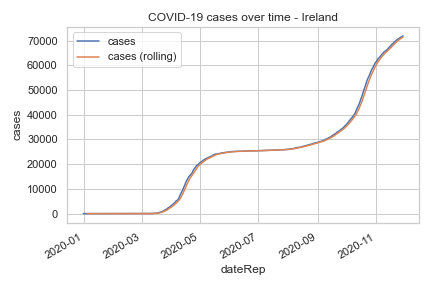 COVID-19 cases over time - Ireland
cases
cases (rolling)
70000
60000
50000
40000
30000
20000
10000
0
cases
2020-01
2020-03
2020-05
2020-07
2020-09
2020-11
dateRep